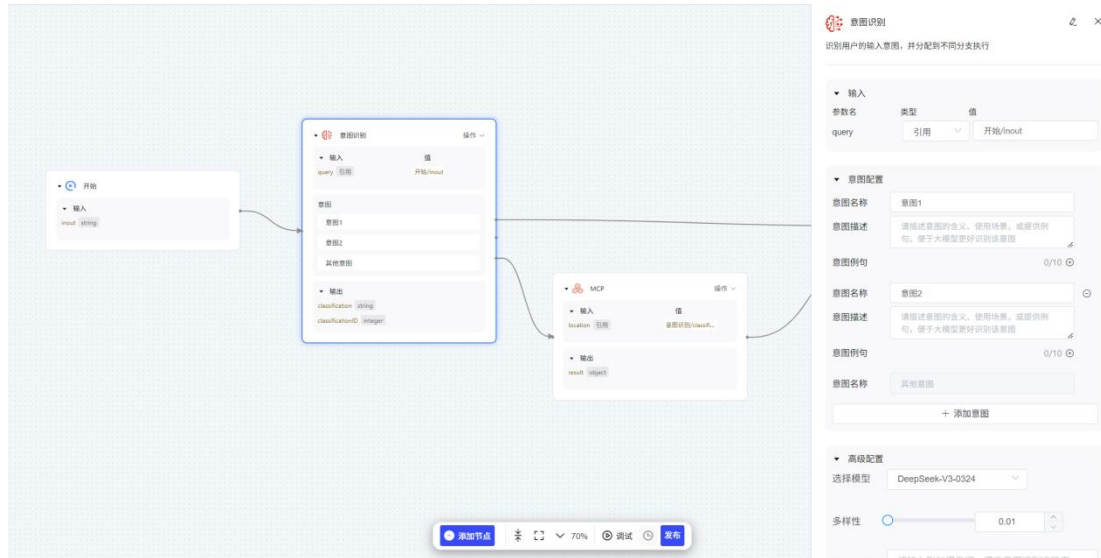 开始
输入
inout string
意图识别
操作
输入 值
query 引用 开始/inout
意图
意图1
意图2
其他意图
输出
classification string
classificationID integer
MCP
操作
输入 值
location 引用 意图识别/classifi...
输出
result object
添加节点
70%
调试
发布
意图识别
识别用户的输入意图，并分配到不同分支执行
输入
参数名 类型 值
query 引用 开始/inout
意图配置
意图名称 意图1
意图描述 请描述意图的含义、使用场景，或提供例
句，便于大模型更好识别该意图
意图例句 0/10
意图名称 意图2
意图描述 请描述意图的含义、使用场景，或提供例
句，便于大模型更好识别该意图
意图例句 0/10
意图名称 其他意图
+ 添加意图
高级配置
选择模型 DeepSeek-V3-0324
多样性 0.01